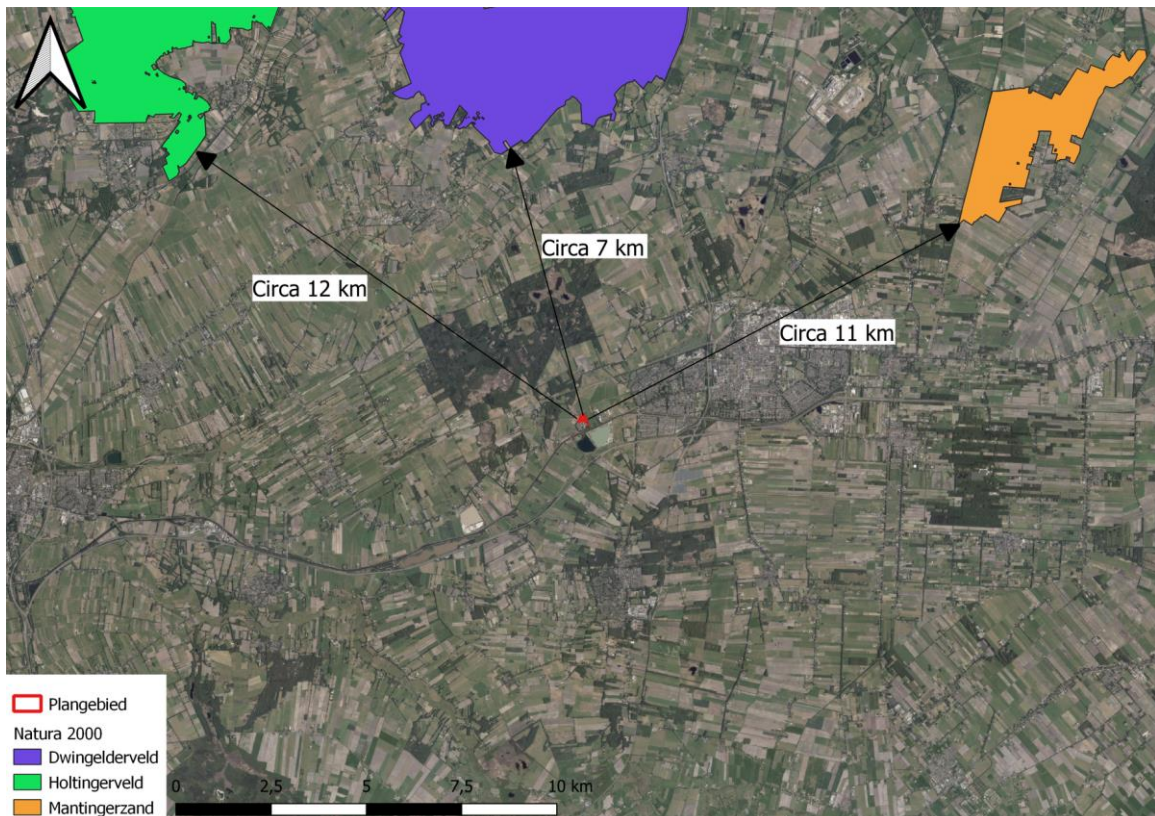 Circa 7 km
Circa 12 km
Circa 11 km
Plangebied
Natura 2000
Dwingelderveld
Holtingerveld
Mantingerzand
0 2,5 5 7,5 10 km